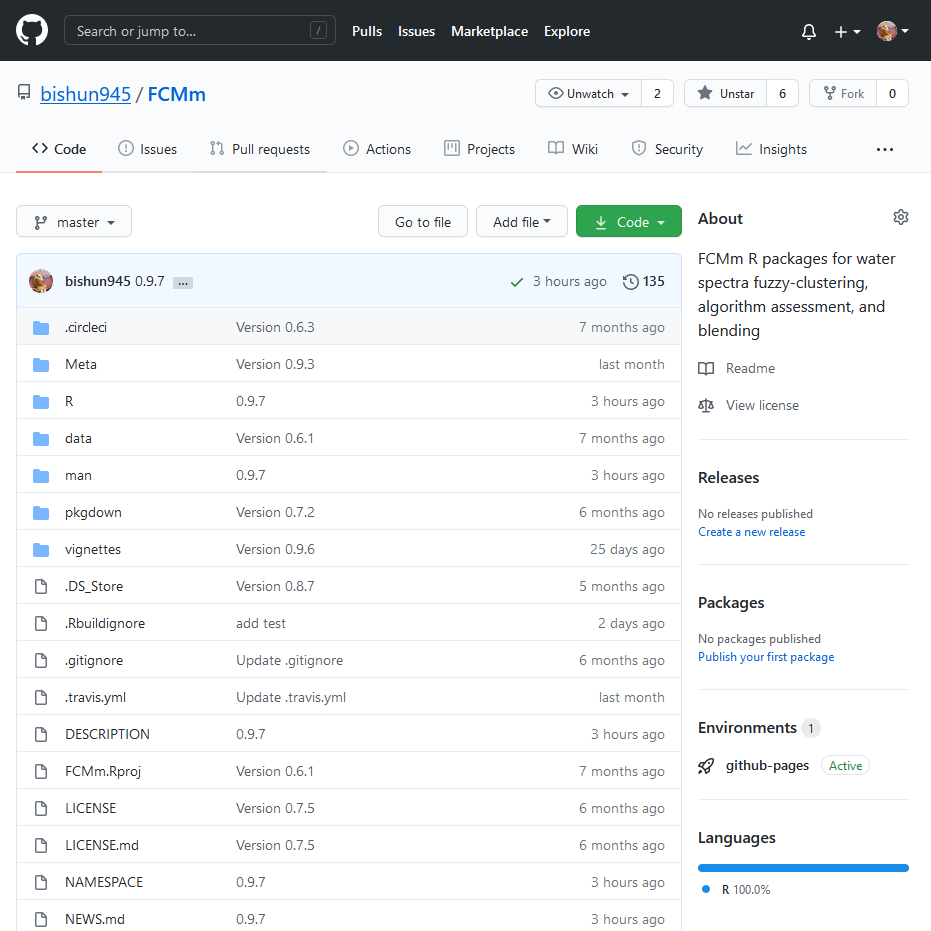 Search or jump to... /
Pulls Issues Marketplace Explore
bishun945 / FCMm
Unwatch 2 Unstar 6 Fork 0
Code Issues Pull requests Actions Projects Wiki Security Insights ...
master Go to file Add file Code
bishun945 0.9.7 ... 3 hours ago 135
.circleci Version 0.6.3 7 months ago
Meta Version 0.9.3 last month
R 0.9.7 3 hours ago
data Version 0.6.1 7 months ago
man 0.9.7 3 hours ago
pkgdown Version 0.7.2 6 months ago
vignettes Version 0.9.6 25 days ago
.DS_Store Version 0.8.7 5 months ago
.Rbuildignore add test 2 days ago
.gitignore Update .gitignore 6 months ago
.travis.yml Update .travis.yml last month
DESCRIPTION 0.9.7 3 hours ago
FCMm.Rproj Version 0.6.1 7 months ago
LICENSE Version 0.7.5 6 months ago
LICENSE.md Version 0.7.5 6 months ago
NAMESPACE 0.9.7 3 hours ago
NEWS.md 0.9.7 3 hours ago
About
FCMm R packages for water
spectra fuzzy-clustering,
algorithm assessment, and
blending
Readme
View license
Releases
No releases published
Create a new release
Packages
No packages published
Publish your first package
Environments 1
github-pages Active
Languages
R 100.0%